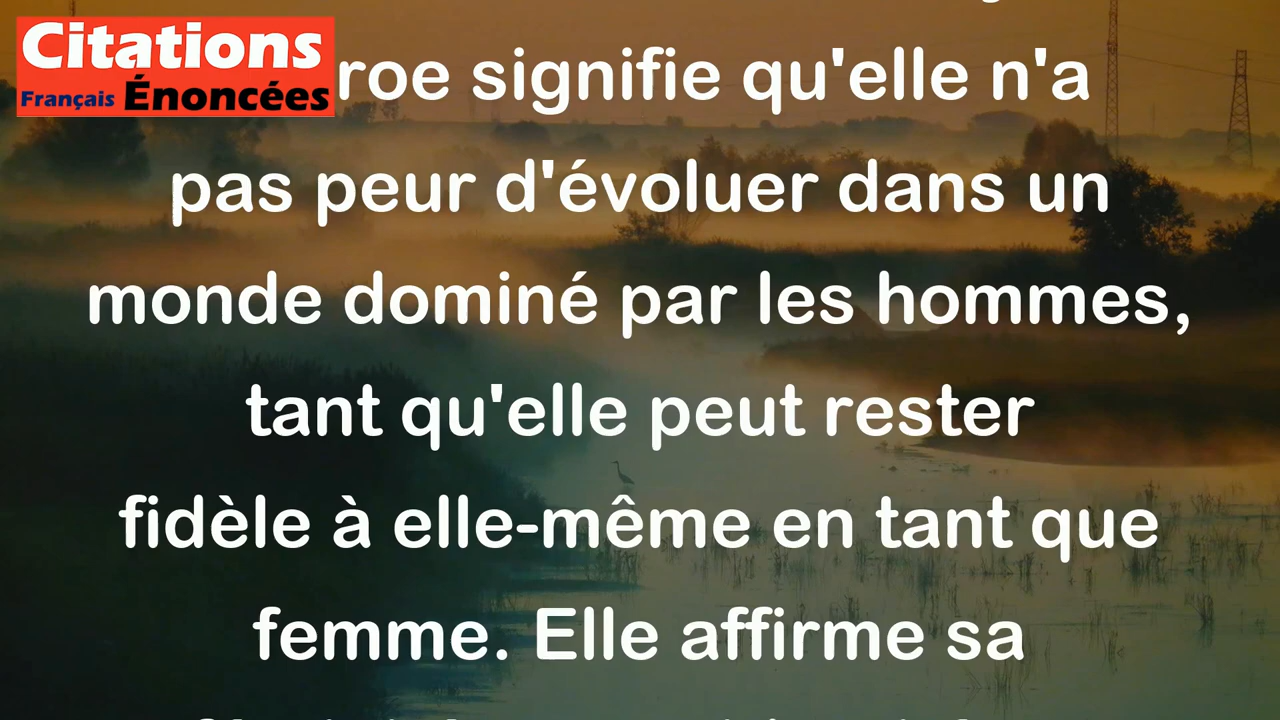 Citations
Français Énoncées
roe signifie qu'elle n'a
pas peur d'évoluer dans un
monde dominé par les hommes,
tant qu'elle peut rester
fidèle à elle-même en tant que
femme. Elle affirme sa